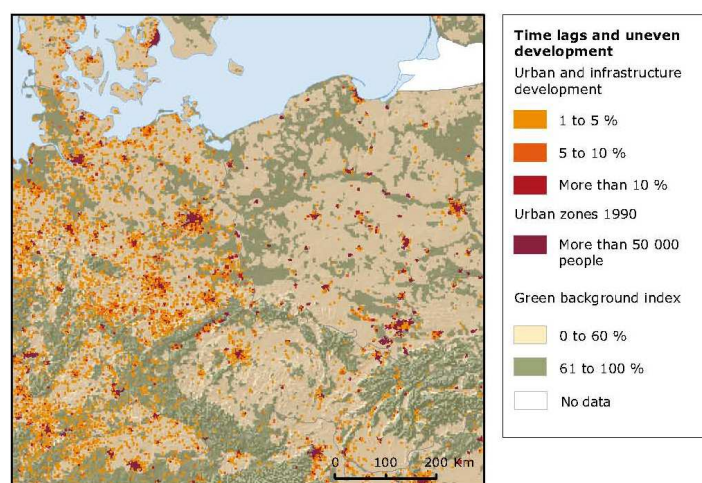 Time lags and uneven
development
Urban and infrastructure
development
1 to 5 %
5 to 10 %
More than 10 %
Urban zones 1990
More than 50 000
people
Green background index
0 to 60 %
61 to 100 %
No data
0 100 200 Km